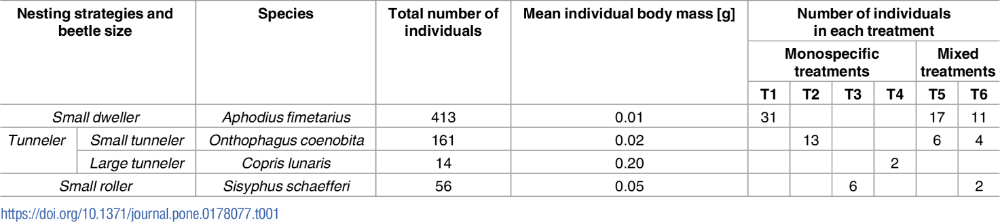 Nesting strategies and beetle size Species Total number of individuals Mean individual body mass [g] Number of individuals in each treatment
Monospecific treatments Mixed treatments
T1 T2 T3 T4 T5 T6
Small dweller Aphodius fimetarius 413 0.01 31 17 11
Tunneler Small tunneler Onthophagus coenobita 161 0.02 13 6 4
Large tunneler Copris lunaris 14 0.20 2
Small roller Sisyphus schaefferi 56 0.05 6 2
https://doi.org/10.1371/journal.pone.0178077.t001